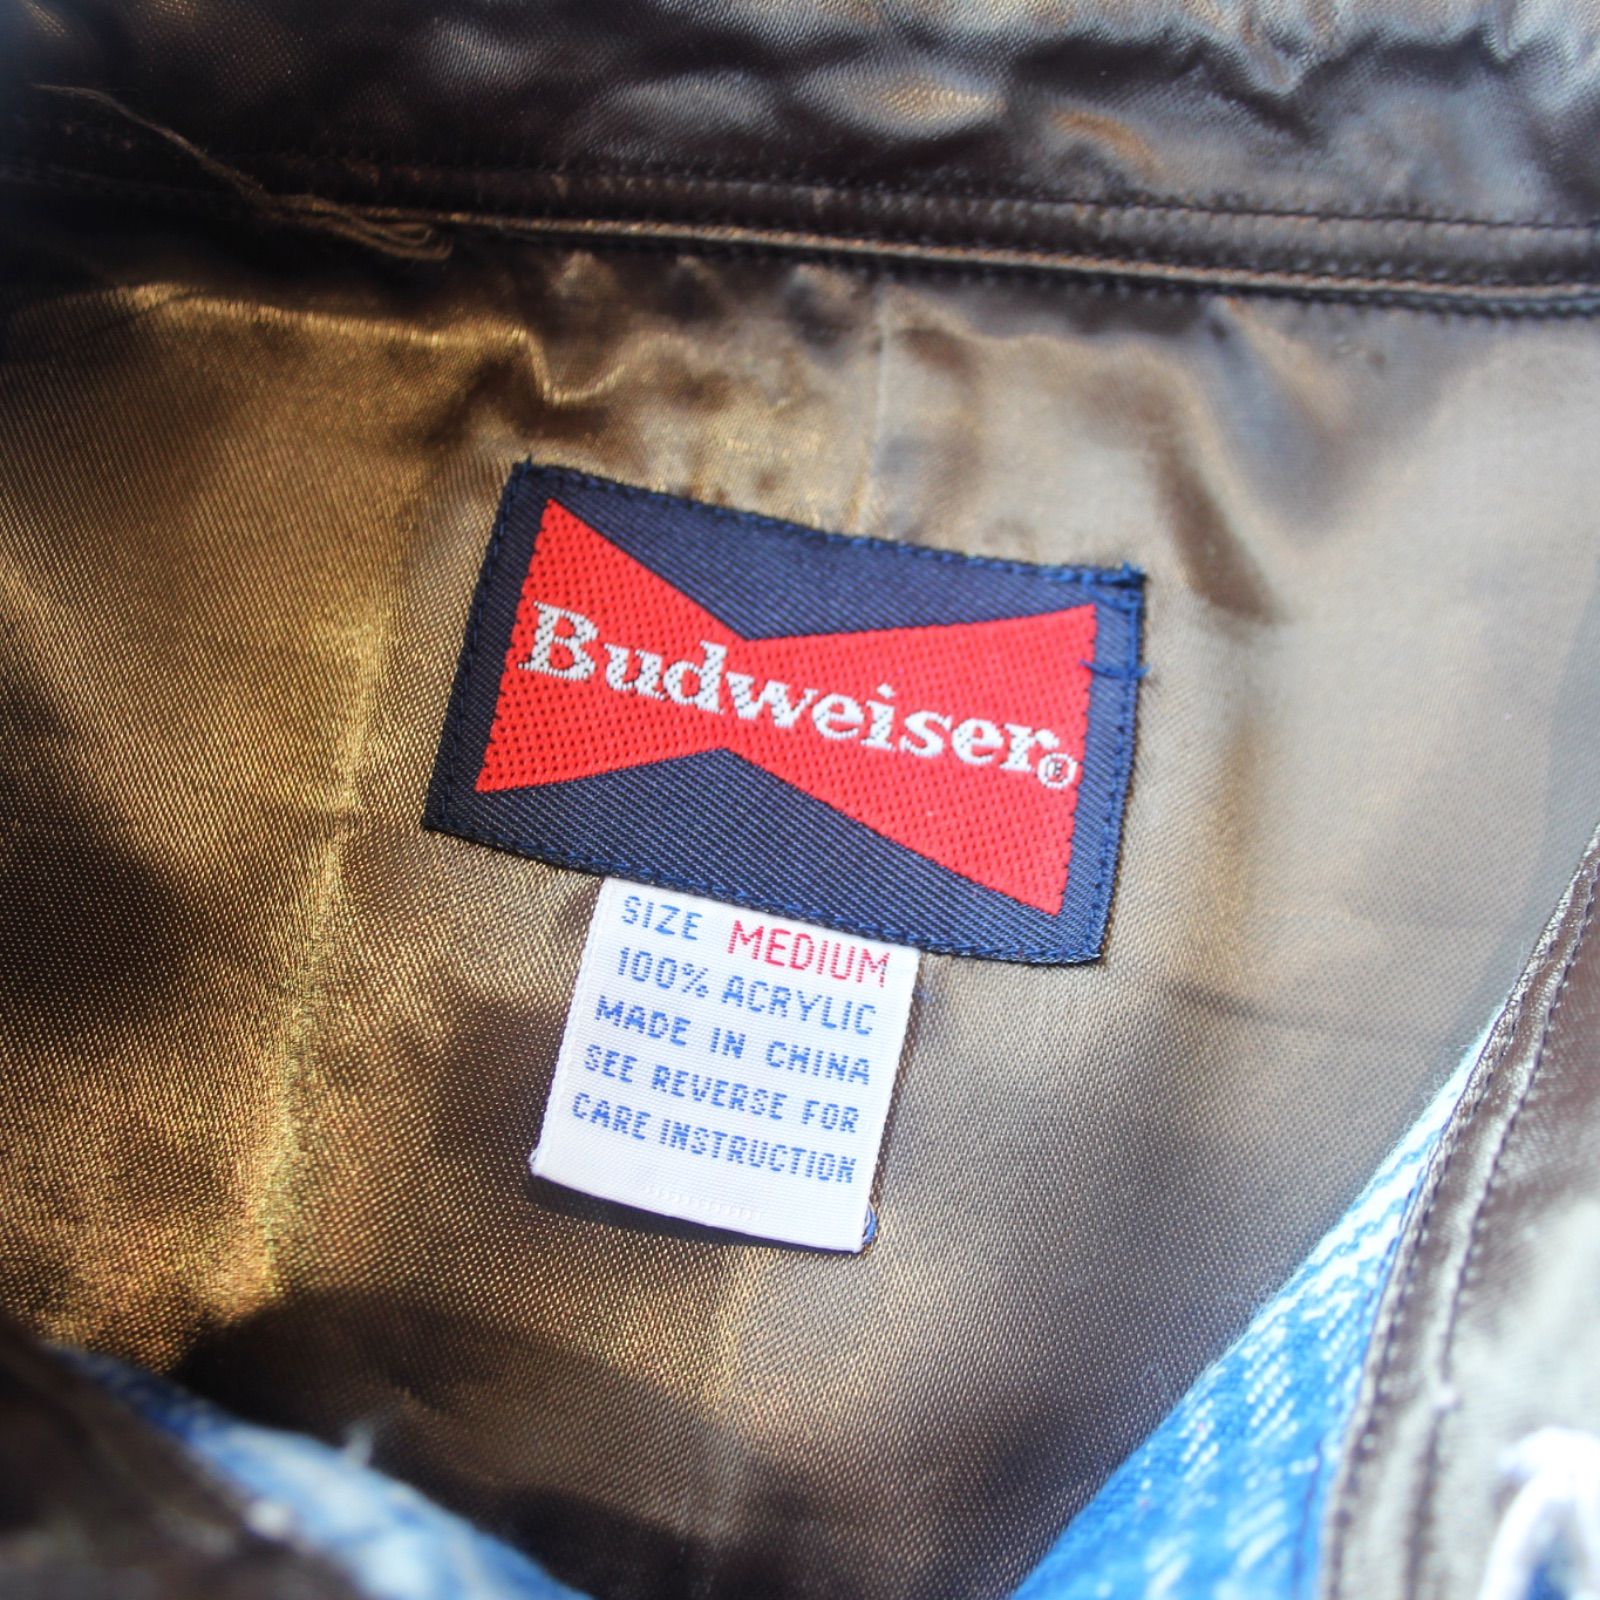 Budweiser®
SIZE MEDIUM
100% ACRYLIC
MADE IN CHINA
SEE REVERSE FOR
CARE INSTRUCTION